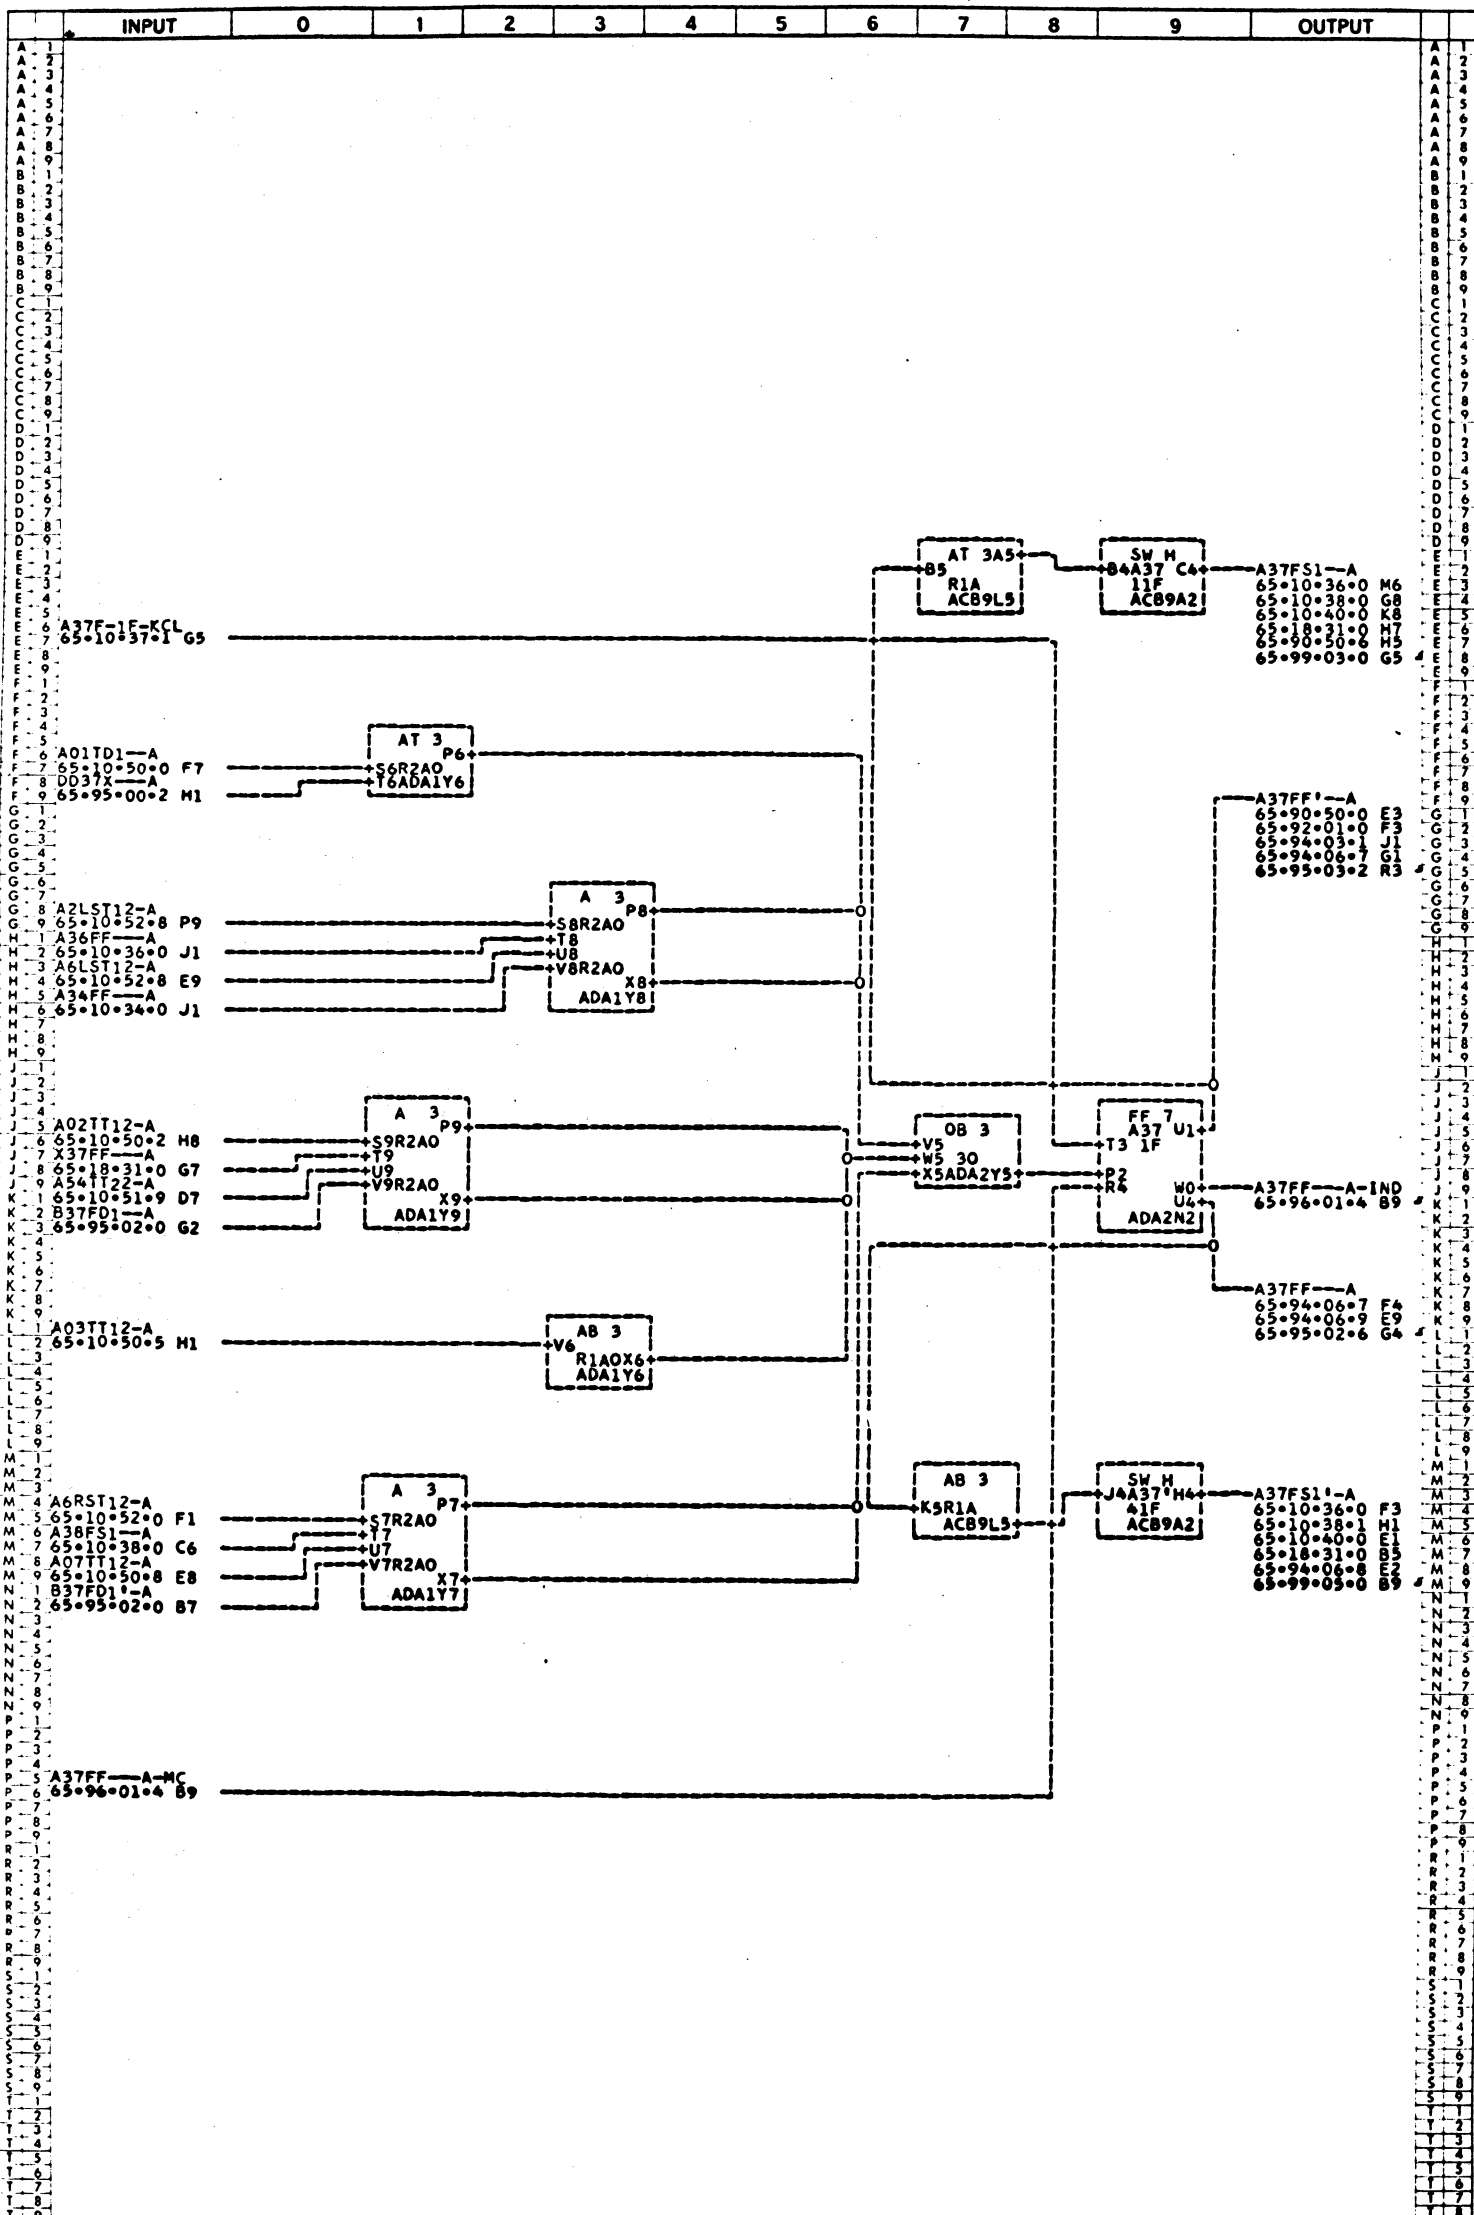 INPUT 0 1 2 3 4 5 6 7 8 9 OUTPUT
AT 3A5
B5
R1A
ACB9L5
SW H
B4A37 C4
11F
ACB9A2
A37FS1--A
65•10•36•0 M6
65•10•38•0 G8
65•10•40•0 K8
65•18•31•0 H7
65•90•50•6 H5
65•99•03•0 G5
A37F-1F-KCL
65•10•37•1 G5
A01TD1--A
65•10•50•0 F7
DD37X---A
65•95•00•2 M1
AT 3
P6
S6R2AO
T6ADA1Y6
A37FF'--A
65•90•50•0 E3
65•92•01•0 F3
65•94•03•1 J1
65•94•06•7 G1
65•95•03•2 R3
A2LST12-A
65•10•52•8 P9
A36FF---A
65•10•36•0 J1
A6LST12-A
65•10•52•8 E9
A34FF---A
65•10•34•0 J1
A 3
P8
S8R2AO
T8
U8
V8R2AO
X8
ADA1Y8
A02TT12-A
65•10•50•2 H8
X37FF---A
65•18•31•0 G7
A54TT22-A
65•10•51•9 D7
B37FD1--A
65•95•02•0 G2
A 3
P9
S9R2AO
T9
U9
V9R2AO
X9
ADA1Y9
OB 3
V5
W5 3O
X5ADA2Y5
FF 7
A37 U1
T3 1F
P2
R4 W0
U4
ADA2N2
A37FF---A-IND
65•96•01•4 B9
A37FF---A
65•94•06•7 F4
65•94•06•9 E9
65•95•02•6 G4
A03TT12-A
65•10•50•5 H1
AB 3
V6
R1AOX6
ADA1Y6
A6RST12-A
65•10•52•0 F1
A38FS1--A
65•10•38•0 C6
A07TT12-A
65•10•50•8 E8
B37FD1'-A
65•95•02•0 B7
A 3
P7
S7R2AO
T7
U7
V7R2AO
X7
ADA1Y7
AB 3
K5R1A
ACB9L5
SW H
J4A37'H4
41F
ACB9A2
A37FS1'-A
65•10•36•0 F3
65•10•38•1 H1
65•10•40•0 E1
65•18•31•0 B5
65•94•06•8 E2
65•99•05•0 B9
A37FF---A-MC
65•96•01•4 B9